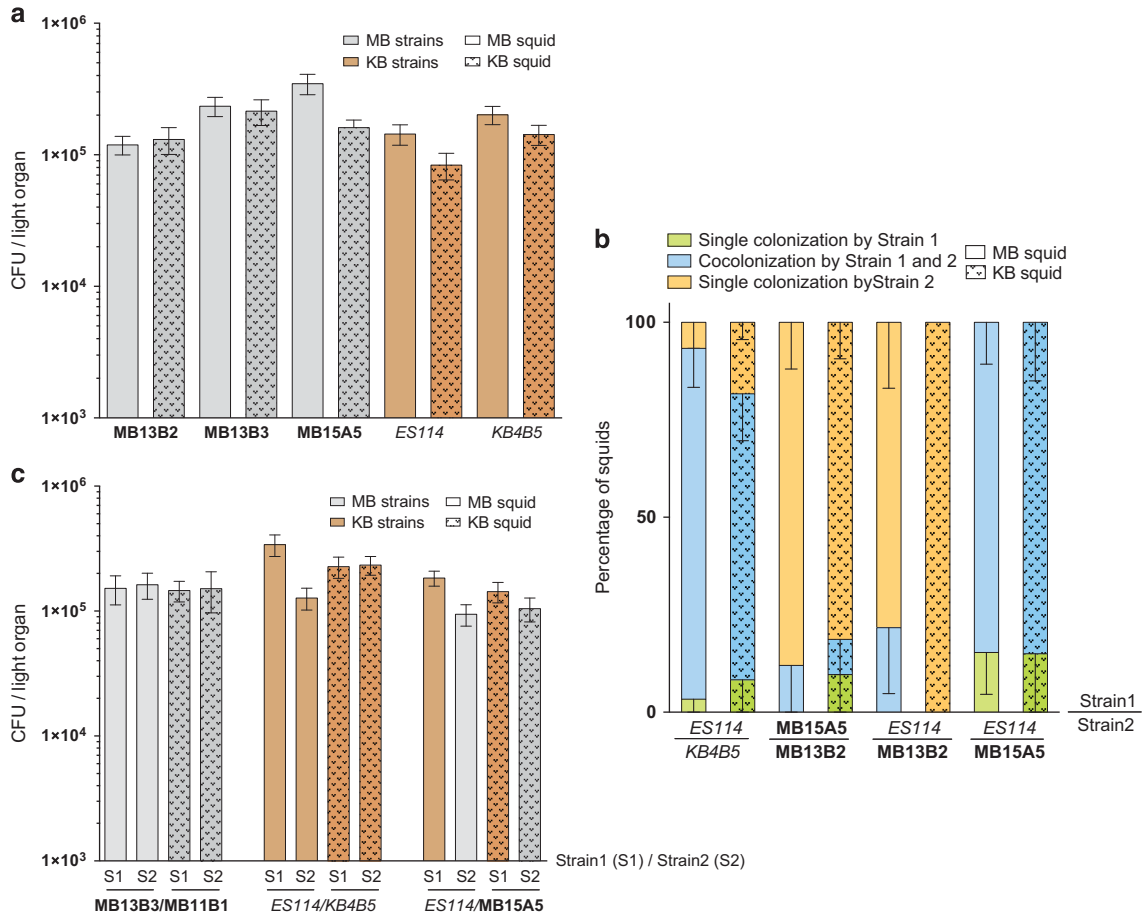 a
1×10⁶
1×10⁵
1×10⁴
1×10³
CFU / light organ
MB strains
MB squid
KB strains
KB squid
MB13B2
MB13B3
MB15A5
ES114
KB4B5
b
Single colonization by Strain 1
Cocolonization by Strain 1 and 2
Single colonization byStrain 2
MB squid
KB squid
100
50
0
Percentage of squids
ES114
KB4B5
MB15A5
MB13B2
ES114
MB13B2
ES114
MB15A5
Strain1
Strain2
c
1×10⁶
1×10⁵
1×10⁴
1×10³
CFU / light organ
MB strains
MB squid
KB strains
KB squid
S1 S2 S1 S2 S1 S2 S1 S2 S1 S2 S1 S2
MB13B3/MB11B1
ES114/KB4B5
ES114/MB15A5
Strain1 (S1) / Strain2 (S2)